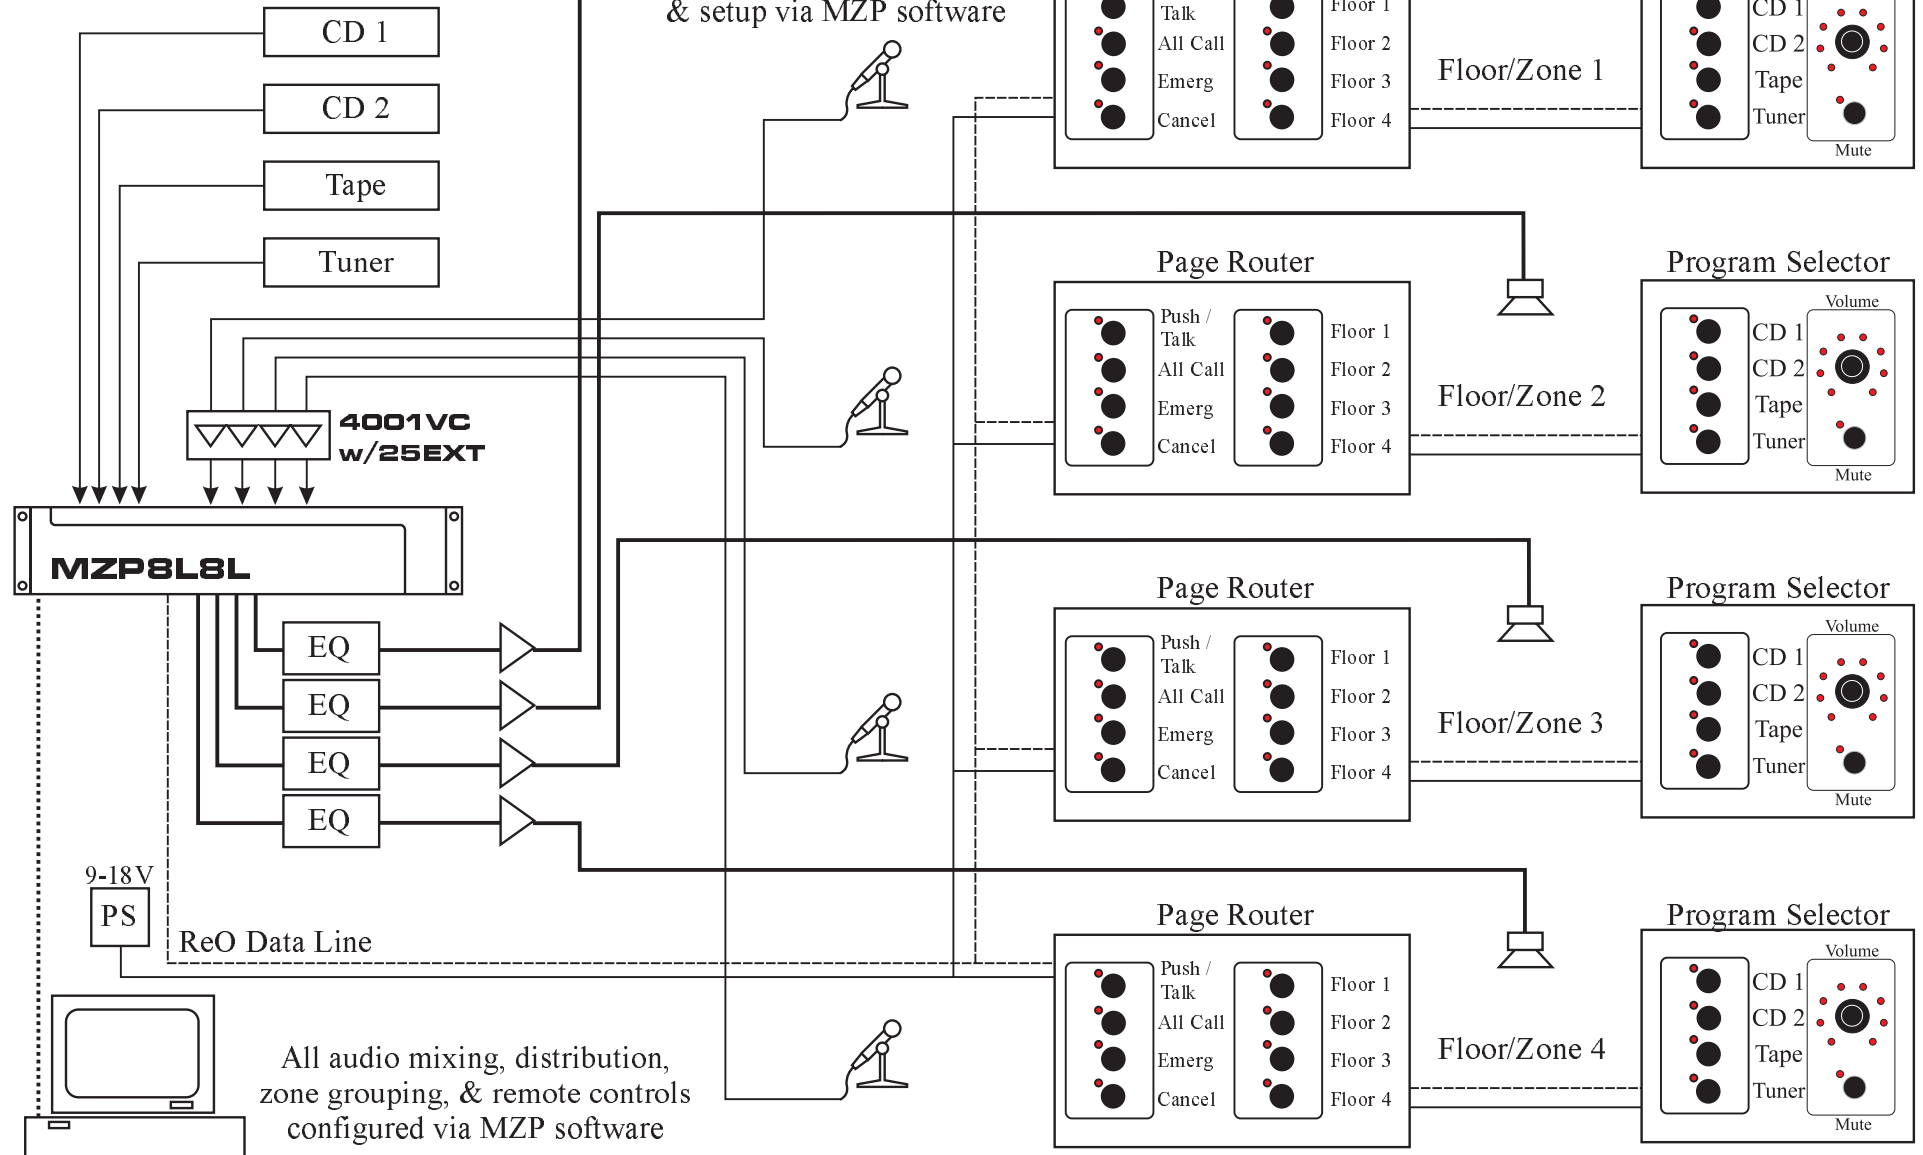 & setup via MZP software
CD 1
CD 2
Tape
Tuner
4001VC
w/25EXT
MZP8L8L
EQ
EQ
EQ
EQ
9-18V
PS
ReO Data Line
All audio mixing, distribution,
zone grouping, & remote controls
configured via MZP software
Talk
All Call
Emerg
Cancel
Floor 1
Floor 2
Floor 3
Floor 4
Floor/Zone 1
CD 1
CD 2
Tape
Tuner
Mute
Page Router
Push /
Talk
All Call
Emerg
Cancel
Floor 1
Floor 2
Floor 3
Floor 4
Floor/Zone 2
Program Selector
Volume
CD 1
CD 2
Tape
Tuner
Mute
Page Router
Push /
Talk
All Call
Emerg
Cancel
Floor 1
Floor 2
Floor 3
Floor 4
Floor/Zone 3
Program Selector
Volume
CD 1
CD 2
Tape
Tuner
Mute
Page Router
Push /
Talk
All Call
Emerg
Cancel
Floor 1
Floor 2
Floor 3
Floor 4
Floor/Zone 4
Program Selector
Volume
CD 1
CD 2
Tape
Tuner
Mute